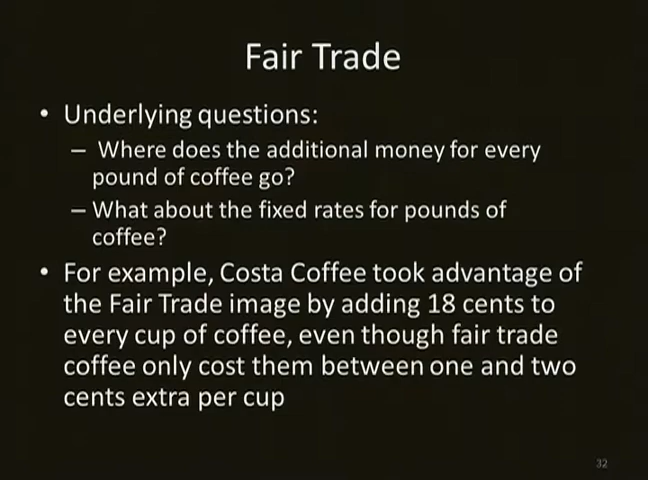 Fair Trade
• Underlying questions:
– Where does the additional money for every
pound of coffee go?
– What about the fixed rates for pounds of
coffee?
• For example, Costa Coffee took advantage of
the Fair Trade image by adding 18 cents to
every cup of coffee, even though fair trade
coffee only cost them between one and two
cents extra per cup
32